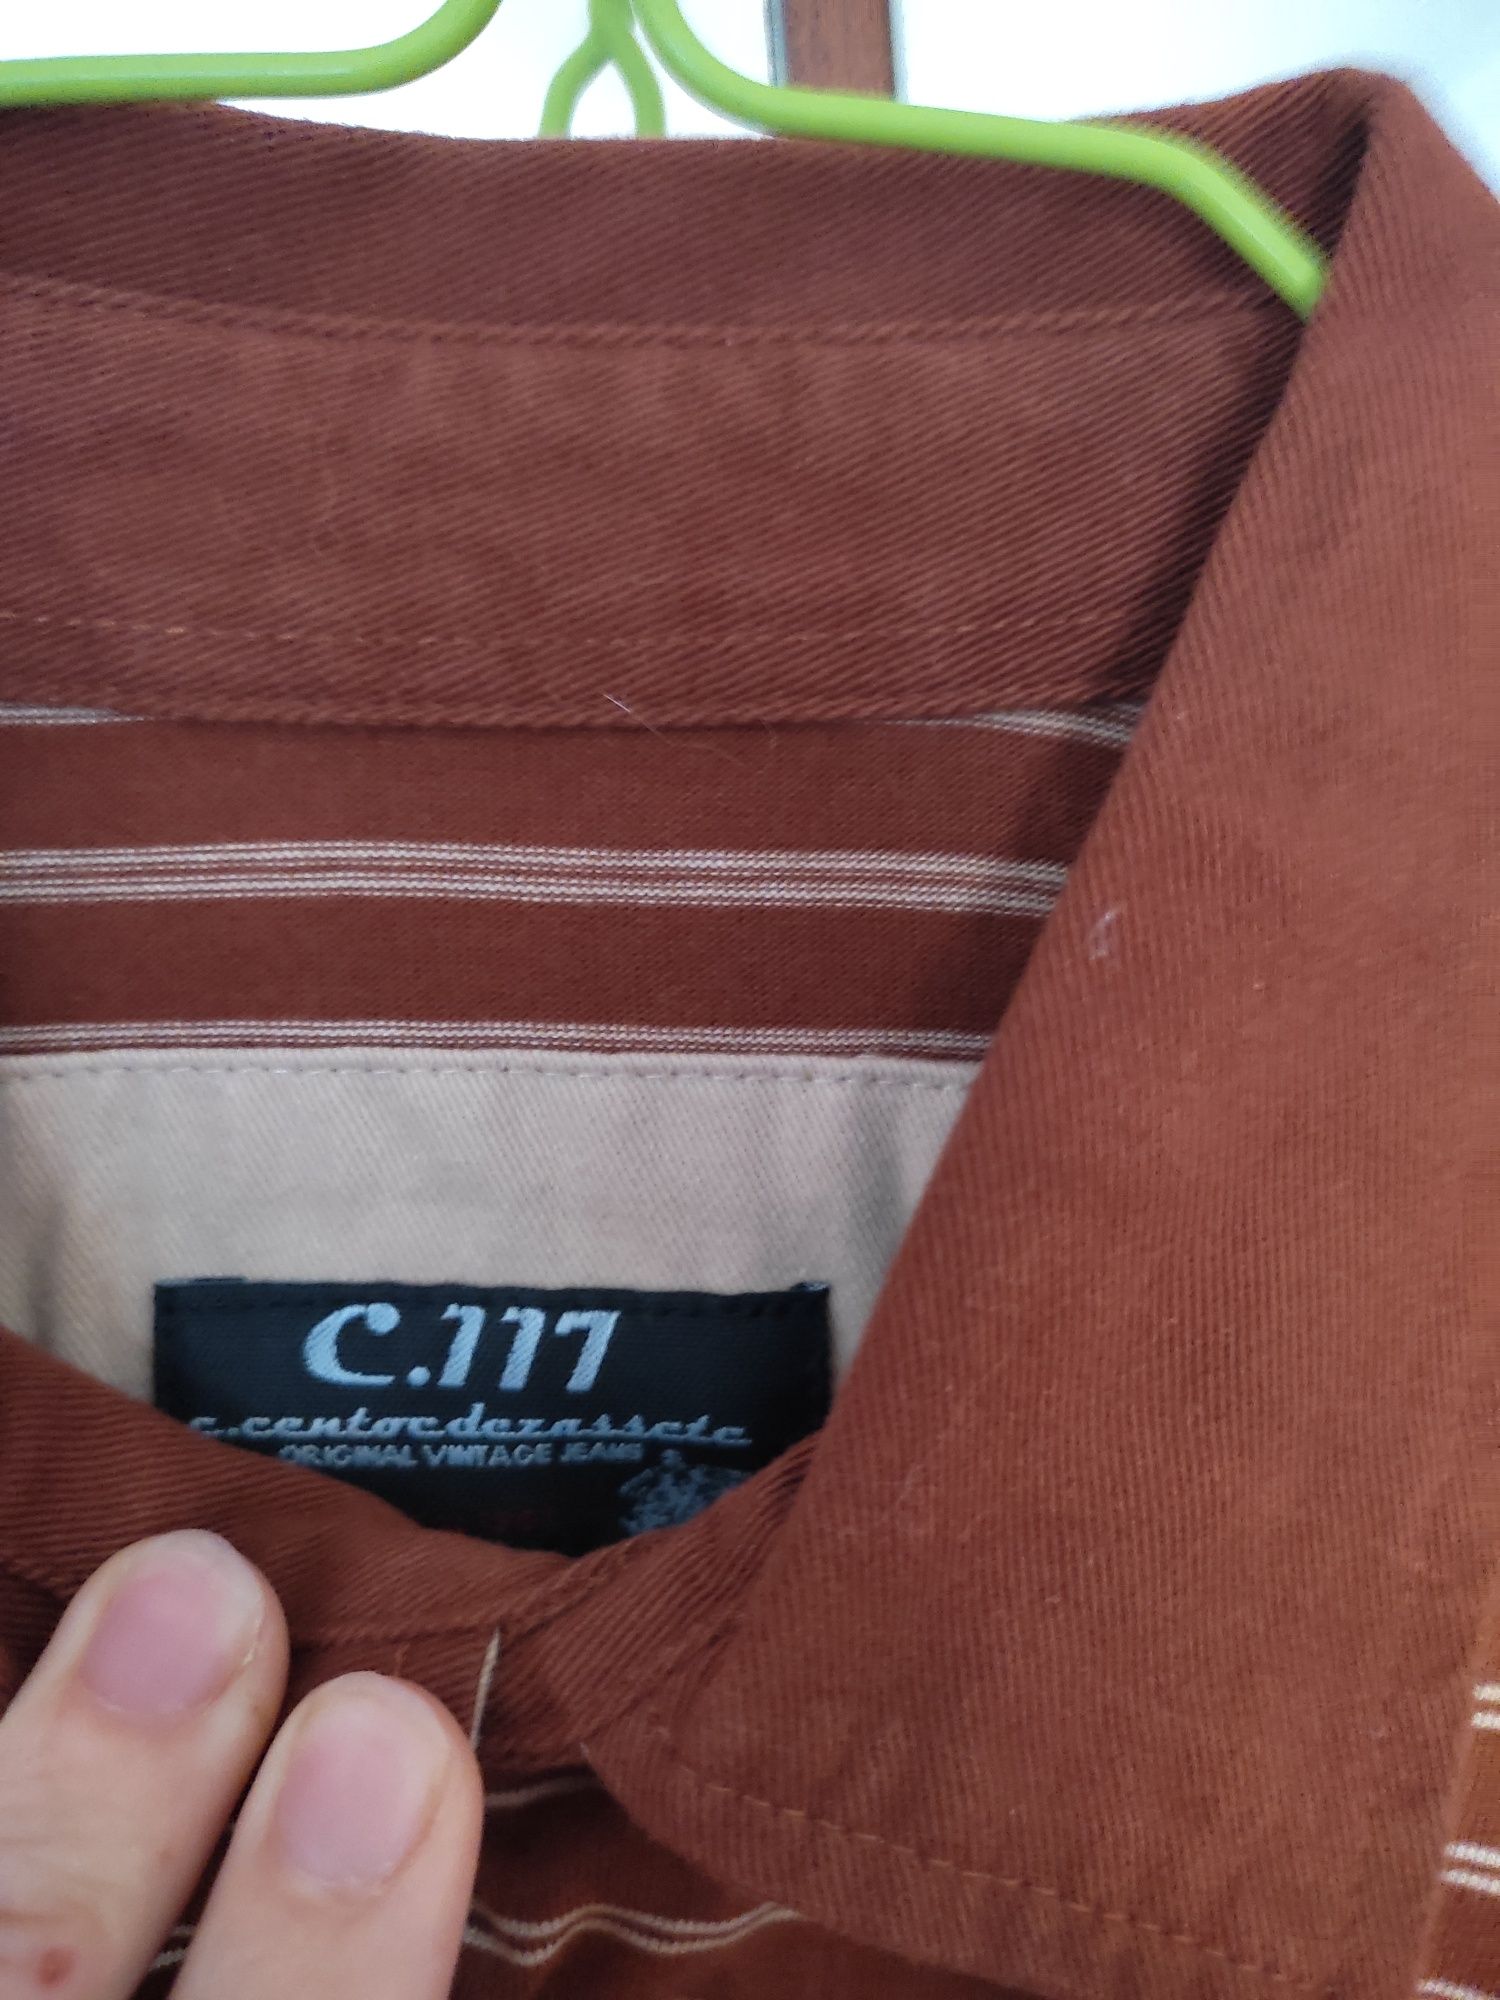 C.117
c.centoedezassete
ORIGINAL VINTAGE JEANS